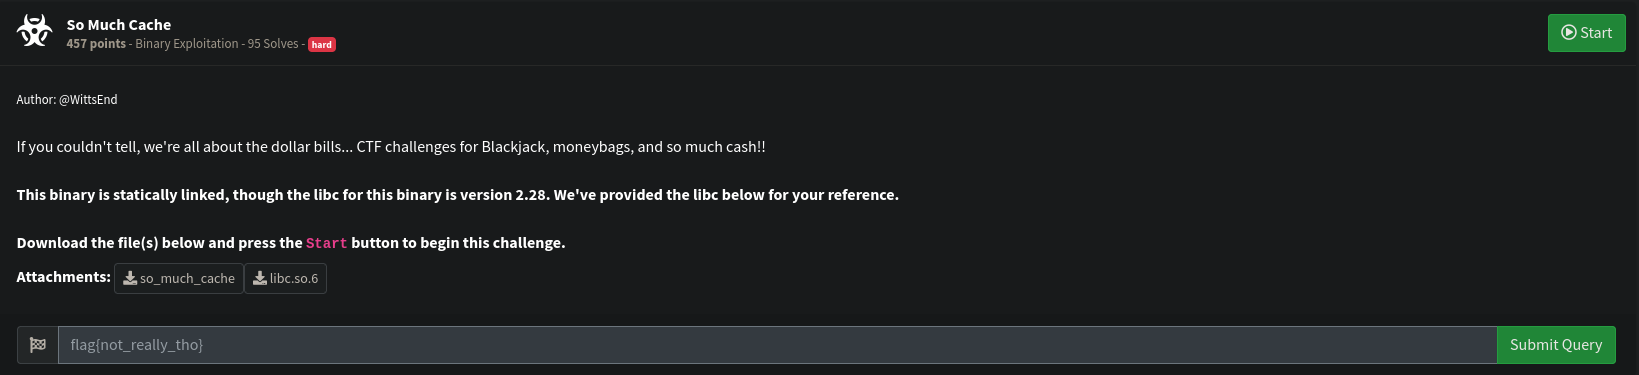 So Much Cache
457 points - Binary Exploitation - 95 Solves - hard
Start
Author: @WittsEnd
If you couldn't tell, we're all about the dollar bills... CTF challenges for Blackjack, moneybags, and so much cash!!
This binary is statically linked, though the libc for this binary is version 2.28. We've provided the libc below for your reference.
Download the file(s) below and press the Start button to begin this challenge.
Attachments: so_much_cache libc.so.6
flag{not_really_tho} Submit Query